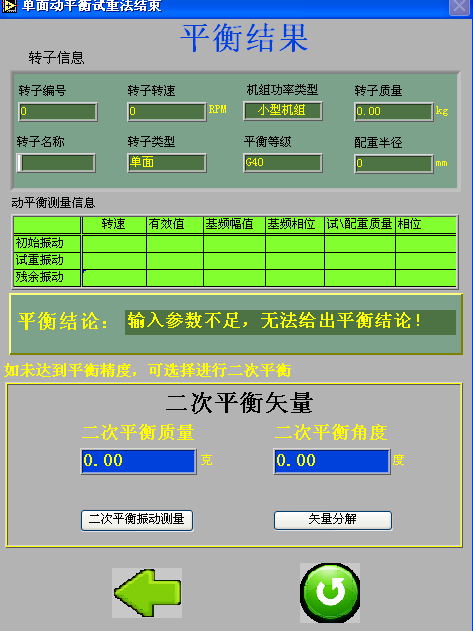 单面动平衡试重法结束
平衡结果
转子信息
转子编号 转子转速 机组功率类型 转子质量
0 0 RPM 小型机组 0.00 kg
转子名称 转子类型 平衡等级 配重半径
单面 G40 0 mm
动平衡测量信息
转速 有效值 基频幅值 基频相位 试\配重质量 相位
初始振动
试重振动
残余振动
平衡结论： 输入参数不足，无法给出平衡结论！
如未达到平衡精度，可选择进行二次平衡
二次平衡矢量
二次平衡质量 二次平衡角度
0.00 克 0.00 度
二次平衡振动测量 矢量分解